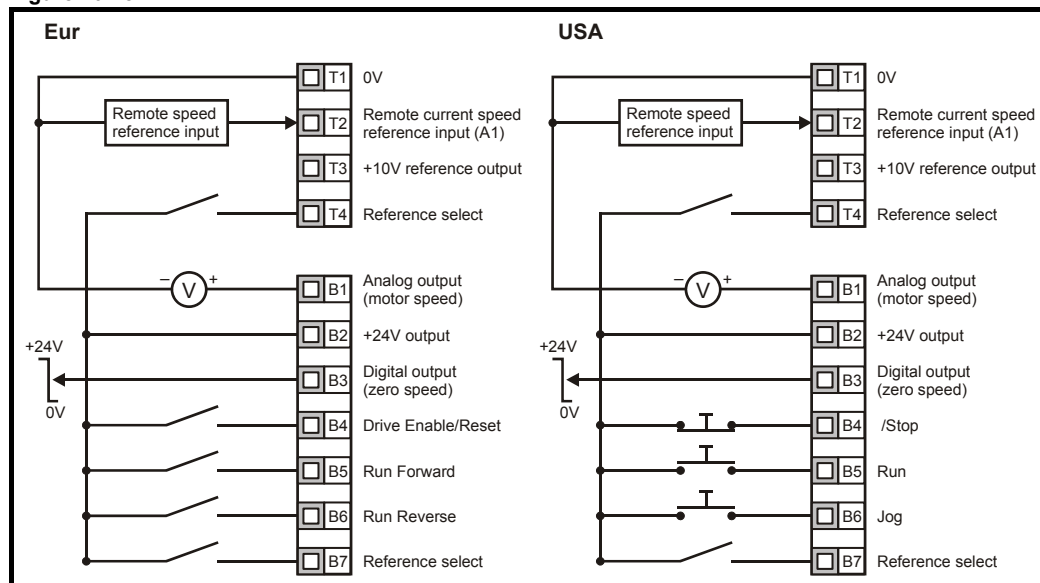 Eur
T1 0V
Remote speed
reference input
T2 Remote current speed
reference input (A1)
T3 +10V reference output
T4 Reference select
– V +
B1 Analog output
(motor speed)
B2 +24V output
+24V
0V
B3 Digital output
(zero speed)
B4 Drive Enable/Reset
B5 Run Forward
B6 Run Reverse
B7 Reference select
USA
T1 0V
Remote speed
reference input
T2 Remote current speed
reference input (A1)
T3 +10V reference output
T4 Reference select
– V +
B1 Analog output
(motor speed)
B2 +24V output
+24V
0V
B3 Digital output
(zero speed)
B4 /Stop
B5 Run
B6 Jog
B7 Reference select